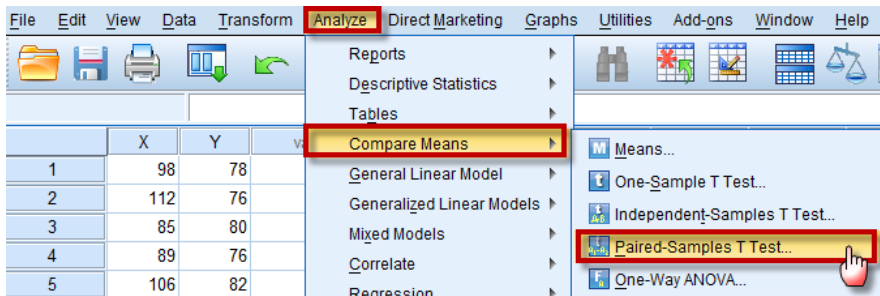 File Edit View Data Transform Analyze Direct Marketing Graphs Utilities Add-ons Window Help
Reports
Descriptive Statistics
Tables
X Y
Compare Means
Means...
1 98 78
General Linear Model
One-Sample T Test...
2 112 76
Generalized Linear Models
Independent-Samples T Test...
3 85 80
Mixed Models
Paired-Samples T Test...
4 89 76
Correlate
5 106 82
Regression
One-Way ANOVA...